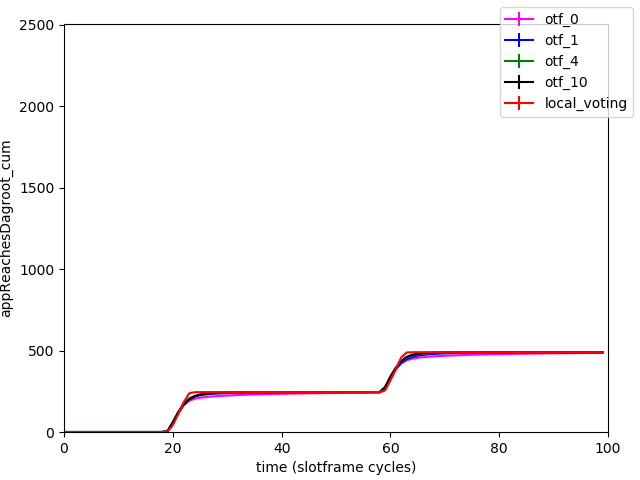 otf_0
otf_1
otf_4
otf_10
local_voting
appReachesDagroot_cum
2500
2000
1500
1000
500
0
0 20 40 60 80 100
time (slotframe cycles)